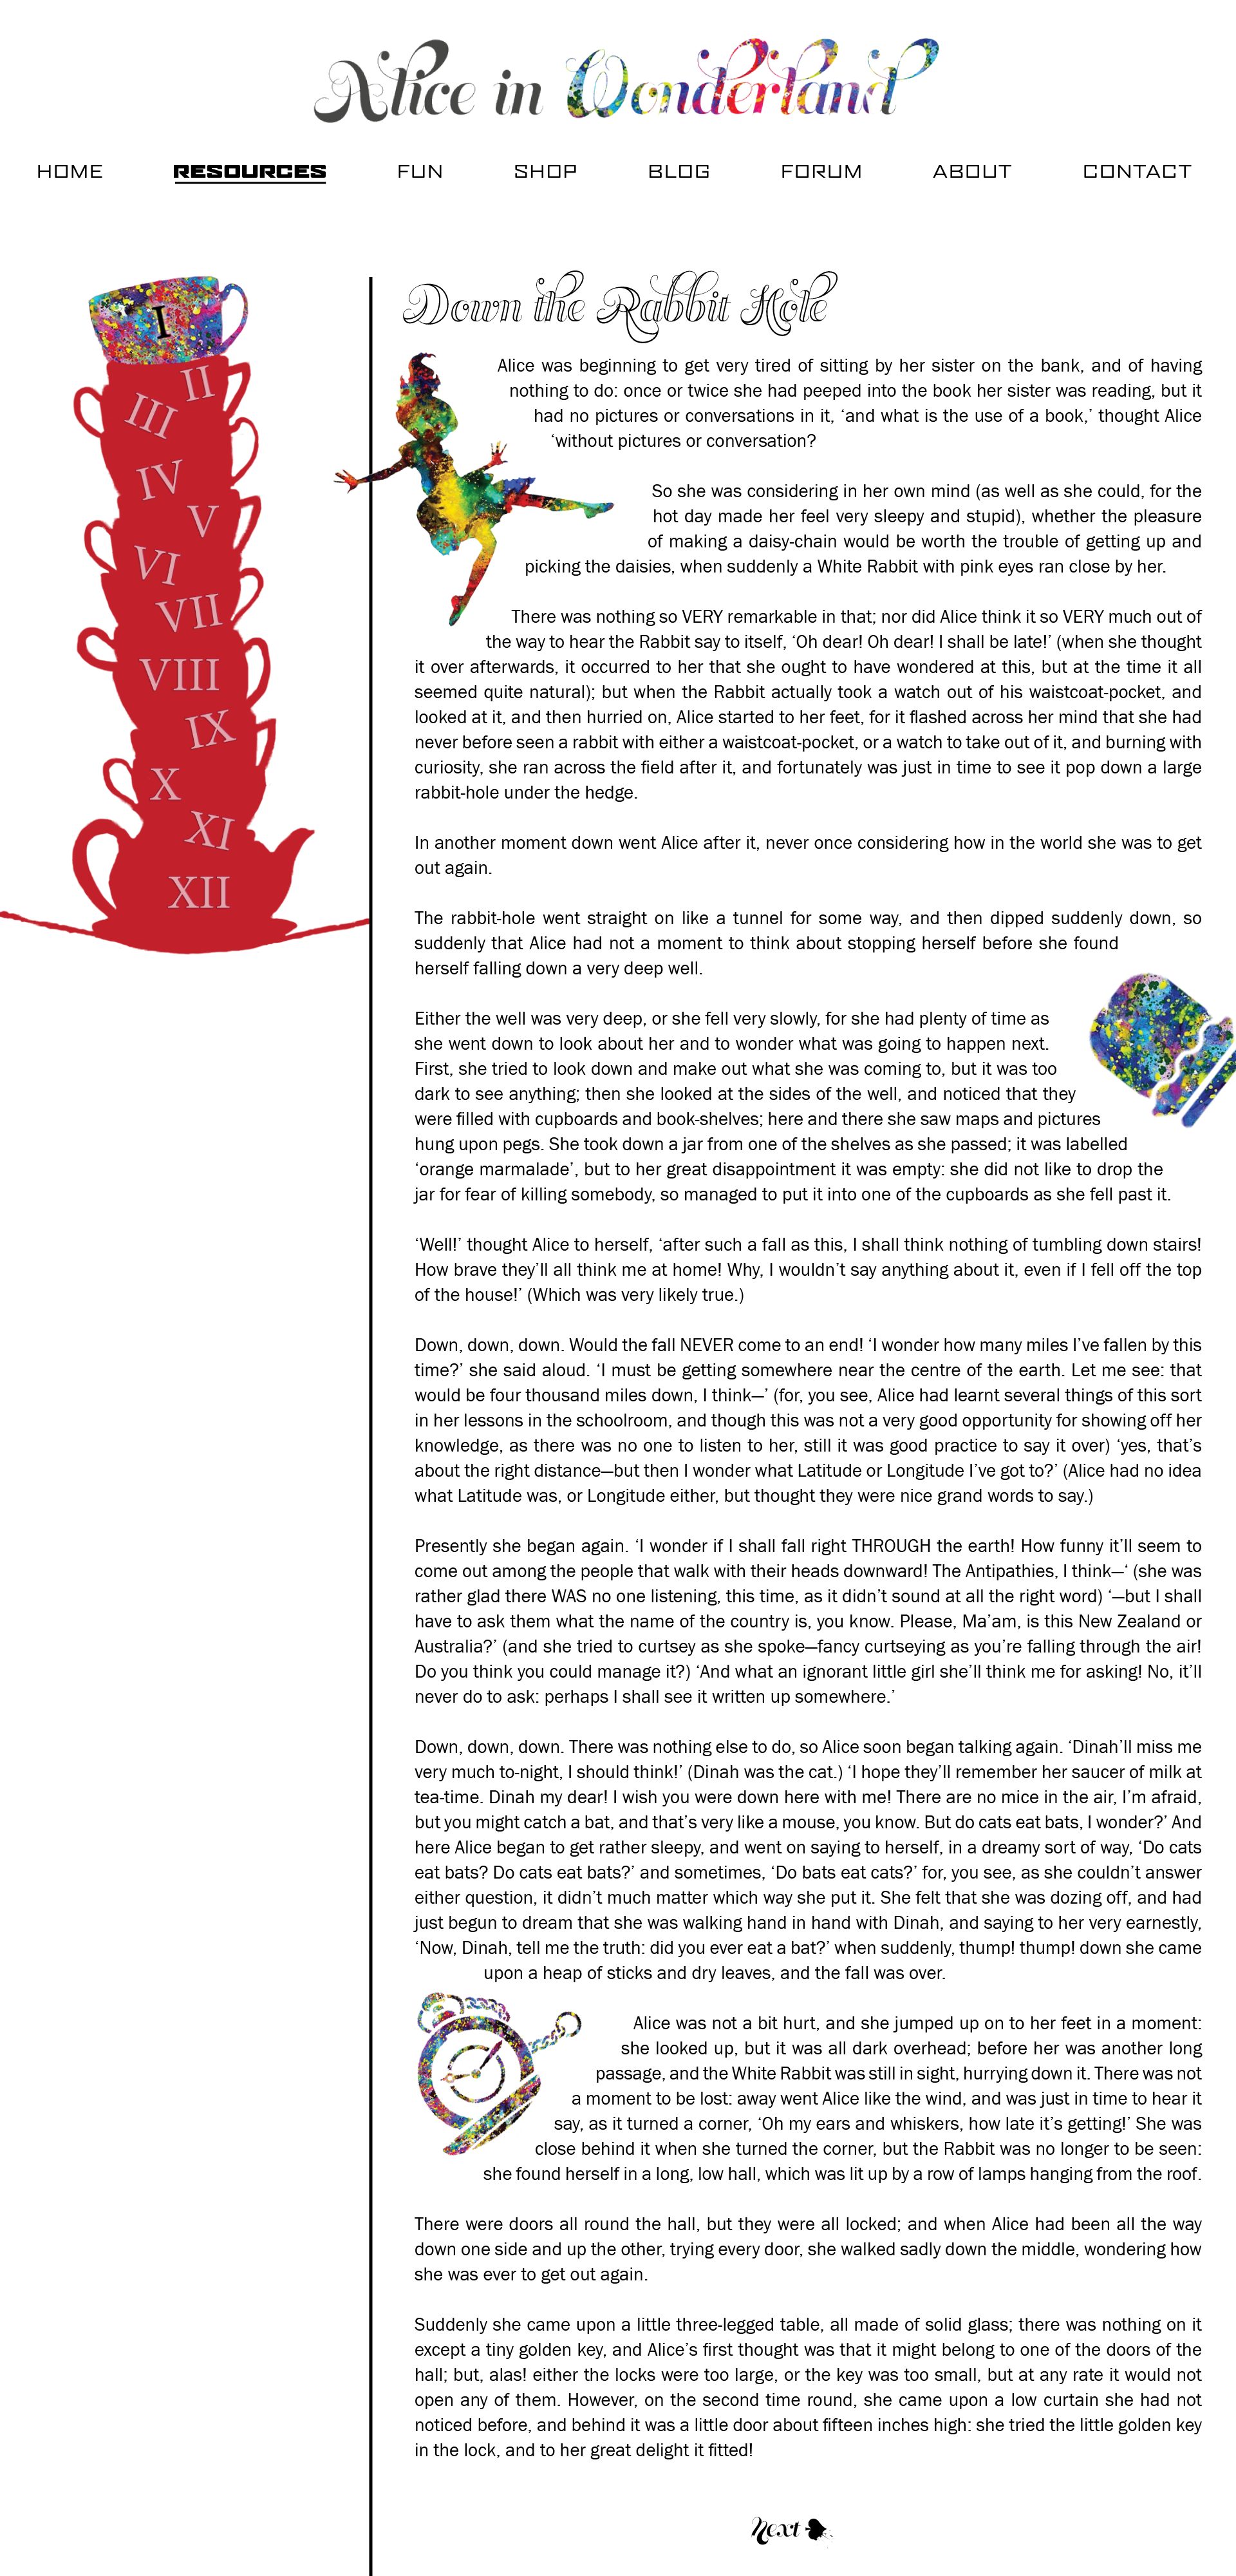 Alice in Wonderland
HOME RESOURCES FUN SHOP BLOG FORUM ABOUT CONTACT
I
II
III
IV
V
VI
VII
VIII
IX
X
XI
XII
Down the Rabbit Hole
Alice was beginning to get very tired of sitting by her sister on the bank, and of having
nothing to do: once or twice she had peeped into the book her sister was reading, but it
had no pictures or conversations in it, ‘and what is the use of a book,’ thought Alice
‘without pictures or conversation?
So she was considering in her own mind (as well as she could, for the
hot day made her feel very sleepy and stupid), whether the pleasure
of making a daisy-chain would be worth the trouble of getting up and
picking the daisies, when suddenly a White Rabbit with pink eyes ran close by her.
There was nothing so VERY remarkable in that; nor did Alice think it so VERY much out of
the way to hear the Rabbit say to itself, ‘Oh dear! Oh dear! I shall be late!’ (when she thought
it over afterwards, it occurred to her that she ought to have wondered at this, but at the time it all
seemed quite natural); but when the Rabbit actually took a watch out of his waistcoat-pocket, and
looked at it, and then hurried on, Alice started to her feet, for it flashed across her mind that she had
never before seen a rabbit with either a waistcoat-pocket, or a watch to take out of it, and burning with
curiosity, she ran across the field after it, and fortunately was just in time to see it pop down a large
rabbit-hole under the hedge.
In another moment down went Alice after it, never once considering how in the world she was to get
out again.
The rabbit-hole went straight on like a tunnel for some way, and then dipped suddenly down, so
suddenly that Alice had not a moment to think about stopping herself before she found
herself falling down a very deep well.
Either the well was very deep, or she fell very slowly, for she had plenty of time as
she went down to look about her and to wonder what was going to happen next.
First, she tried to look down and make out what she was coming to, but it was too
dark to see anything; then she looked at the sides of the well, and noticed that they
were filled with cupboards and book-shelves; here and there she saw maps and pictures
hung upon pegs. She took down a jar from one of the shelves as she passed; it was labelled
‘orange marmalade’, but to her great disappointment it was empty: she did not like to drop the
jar for fear of killing somebody, so managed to put it into one of the cupboards as she fell past it.
‘Well!’ thought Alice to herself, ‘after such a fall as this, I shall think nothing of tumbling down stairs!
How brave they’ll all think me at home! Why, I wouldn’t say anything about it, even if I fell off the top
of the house!’ (Which was very likely true.)
Down, down, down. Would the fall NEVER come to an end! ‘I wonder how many miles I’ve fallen by this
time?’ she said aloud. ‘I must be getting somewhere near the centre of the earth. Let me see: that
would be four thousand miles down, I think—’ (for, you see, Alice had learnt several things of this sort
in her lessons in the schoolroom, and though this was not a very good opportunity for showing off her
knowledge, as there was no one to listen to her, still it was good practice to say it over) ‘yes, that’s
about the right distance—but then I wonder what Latitude or Longitude I’ve got to?’ (Alice had no idea
what Latitude was, or Longitude either, but thought they were nice grand words to say.)
Presently she began again. ‘I wonder if I shall fall right THROUGH the earth! How funny it’ll seem to
come out among the people that walk with their heads downward! The Antipathies, I think—‘ (she was
rather glad there WAS no one listening, this time, as it didn’t sound at all the right word) ‘—but I shall
have to ask them what the name of the country is, you know. Please, Ma’am, is this New Zealand or
Australia?’ (and she tried to curtsey as she spoke—fancy curtseying as you’re falling through the air!
Do you think you could manage it?) ‘And what an ignorant little girl she’ll think me for asking! No, it’ll
never do to ask: perhaps I shall see it written up somewhere.’
Down, down, down. There was nothing else to do, so Alice soon began talking again. ‘Dinah’ll miss me
very much to-night, I should think!’ (Dinah was the cat.) ‘I hope they’ll remember her saucer of milk at
tea-time. Dinah my dear! I wish you were down here with me! There are no mice in the air, I’m afraid,
but you might catch a bat, and that’s very like a mouse, you know. But do cats eat bats, I wonder?’ And
here Alice began to get rather sleepy, and went on saying to herself, in a dreamy sort of way, ‘Do cats
eat bats? Do cats eat bats?’ and sometimes, ‘Do bats eat cats?’ for, you see, as she couldn’t answer
either question, it didn’t much matter which way she put it. She felt that she was dozing off, and had
just begun to dream that she was walking hand in hand with Dinah, and saying to her very earnestly,
‘Now, Dinah, tell me the truth: did you ever eat a bat?’ when suddenly, thump! thump! down she came
upon a heap of sticks and dry leaves, and the fall was over.
Alice was not a bit hurt, and she jumped up on to her feet in a moment:
she looked up, but it was all dark overhead; before her was another long
passage, and the White Rabbit was still in sight, hurrying down it. There was not
a moment to be lost: away went Alice like the wind, and was just in time to hear it
say, as it turned a corner, ‘Oh my ears and whiskers, how late it’s getting!’ She was
close behind it when she turned the corner, but the Rabbit was no longer to be seen:
she found herself in a long, low hall, which was lit up by a row of lamps hanging from the roof.
There were doors all round the hall, but they were all locked; and when Alice had been all the way
down one side and up the other, trying every door, she walked sadly down the middle, wondering how
she was ever to get out again.
Suddenly she came upon a little three-legged table, all made of solid glass; there was nothing on it
except a tiny golden key, and Alice’s first thought was that it might belong to one of the doors of the
hall; but, alas! either the locks were too large, or the key was too small, but at any rate it would not
open any of them. However, on the second time round, she came upon a low curtain she had not
noticed before, and behind it was a little door about fifteen inches high: she tried the little golden key
in the lock, and to her great delight it fitted!
Next